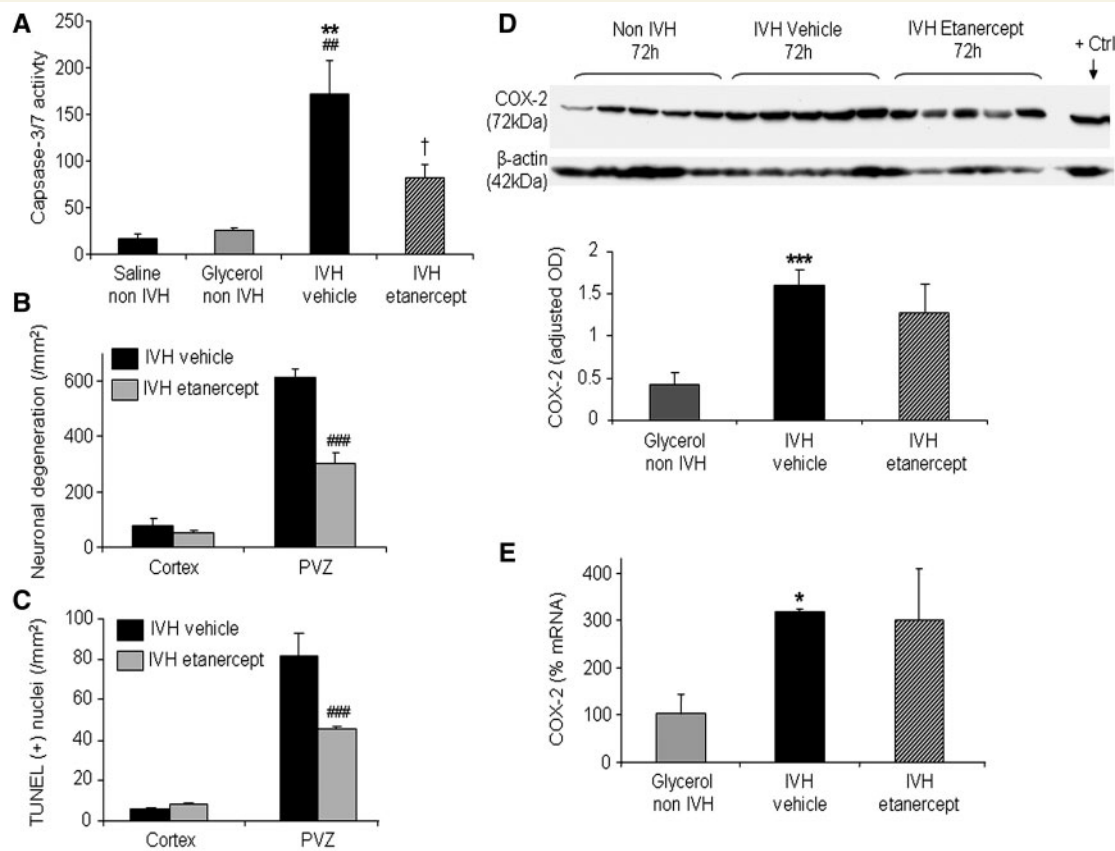 A
Capsase-3/7 actiivty
250
200
150
100
50
0
**
##
†
Saline
non IVH
Glycerol
non IVH
IVH
vehicle
IVH
etanercept
B
Neuronal degeneration (/mm²)
600
400
200
0
IVH vehicle
IVH etanercept
###
Cortex
PVZ
C
TUNEL (+) nuclei (/mm²)
100
80
60
40
20
0
IVH vehicle
IVH etanercept
###
Cortex
PVZ
D
Non IVH
72h
IVH Vehicle
72h
IVH Etanercept
72h
+ Ctrl
COX-2
(72kDa)
β-actin
(42kDa)
COX-2 (adjusted OD)
2
1.5
1
0.5
0
***
Glycerol
non IVH
IVH
vehicle
IVH
etanercept
E
COX-2 (% mRNA)
400
300
200
100
0
*
Glycerol
non IVH
IVH
vehicle
IVH
etanercept